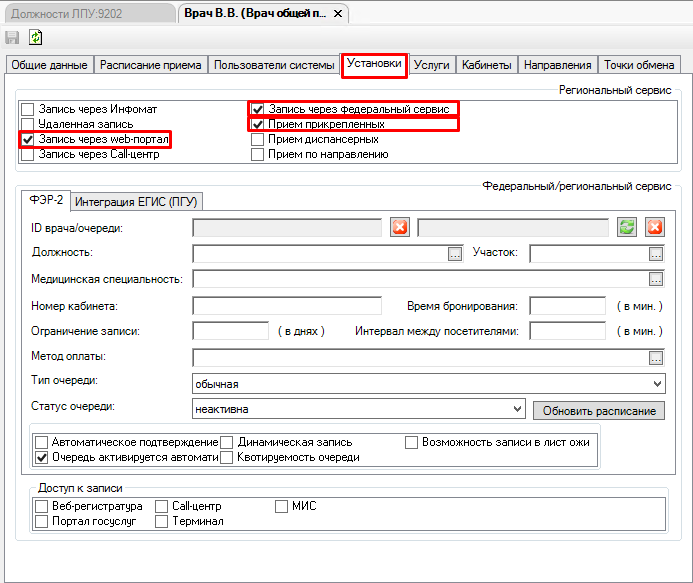 Должности ЛПУ:9202 Врач В.В. (Врач общей п...
Общие данные Расписание приема Пользователи системы Установки Услуги Кабинеты Направления Точки обмена
Региональный сервис
Запись через Инфомат Запись через федеральный сервис
Удаленная запись Прием прикрепленных
Запись через web-портал Прием диспансерных
Запись через Call-центр Прием по направлению
Федеральный/региональный сервис
ФЭР-2 Интеграция ЕГИС (ПГУ)
ID врача/очереди:
Должность: ... Участок: ...
Медицинская специальность: ...
Номер кабинета: Время бронирования: ( в мин. )
Ограничение записи: ( в днях ) Интервал между посетителями: ( в мин. )
Метод оплаты: ...
Тип очереди: обычная
Статус очереди: неактивна Обновить расписание
Автоматическое подтверждение Динамическая запись Возможность записи в лист ожи
Очередь активируется автомати Квотируемость очереди
Доступ к записи
Веб-регистратура Call-центр МИС
Портал госуслуг Терминал